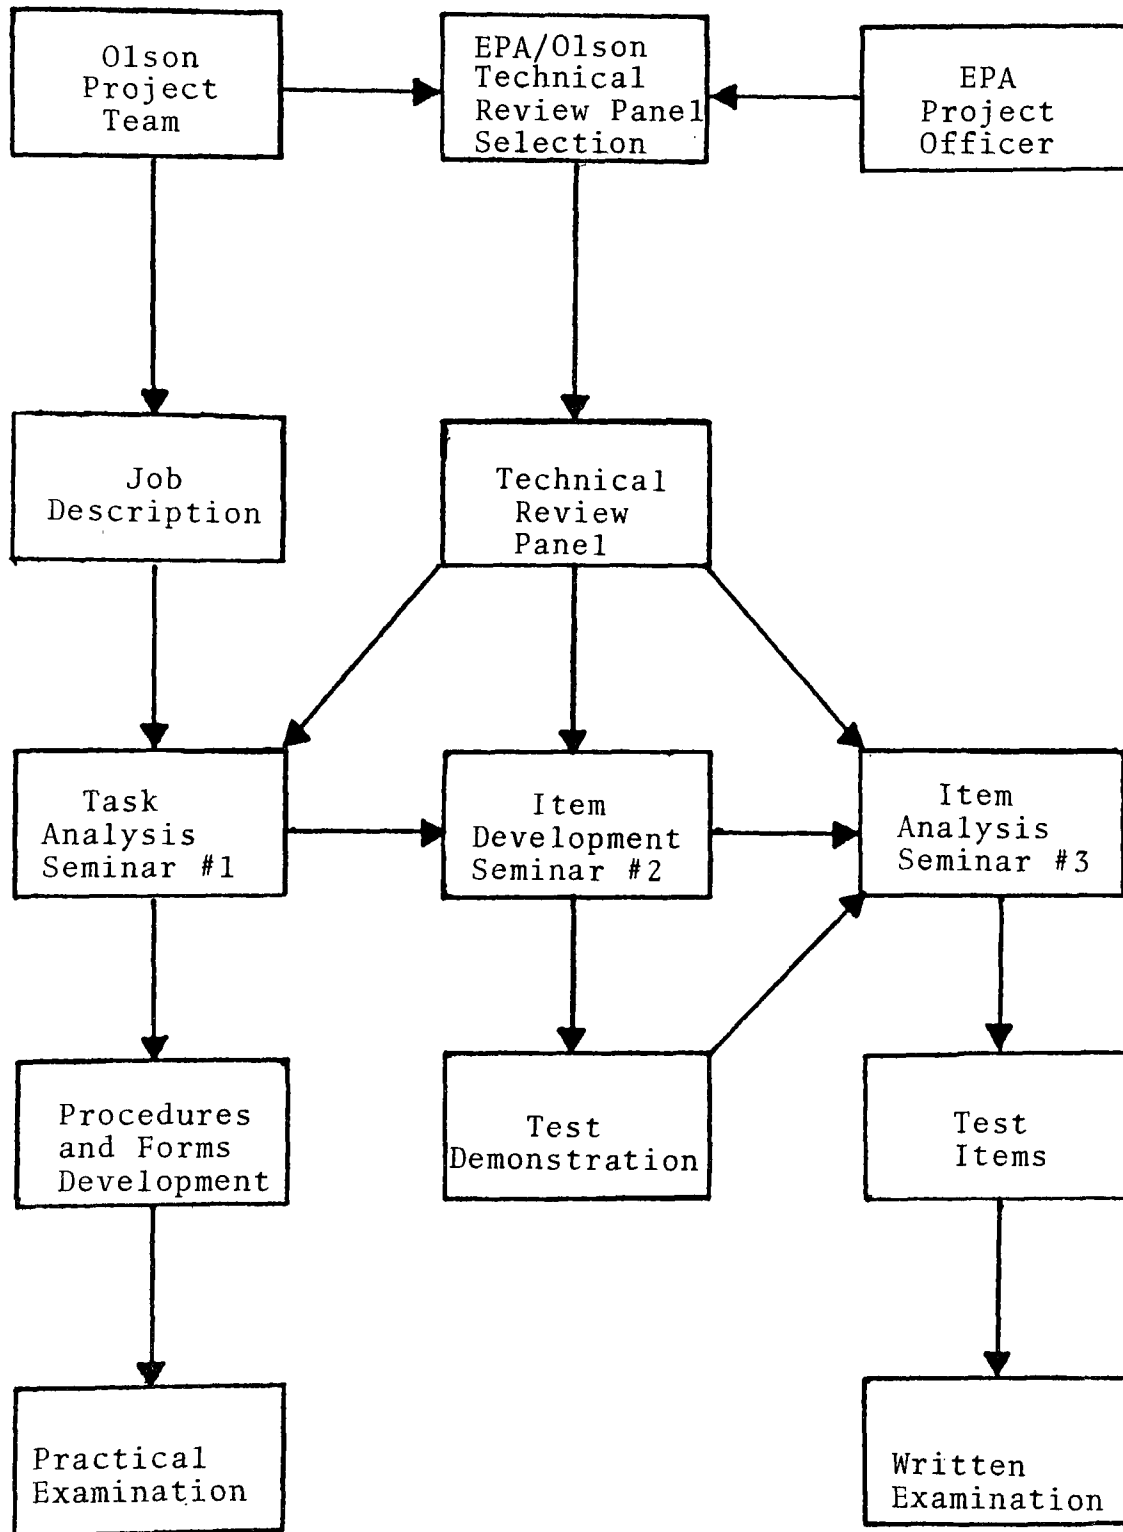 Olson
Project
Team
EPA/Olson
Technical
Review Panel
Selection
EPA
Project
Officer
Job
Description
Technical
Review
Panel
Task
Analysis
Seminar #1
Item
Development
Seminar #2
Item
Analysis
Seminar #3
Procedures
and Forms
Development
Test
Demonstration
Test
Items
Practical
Examination
Written
Examination